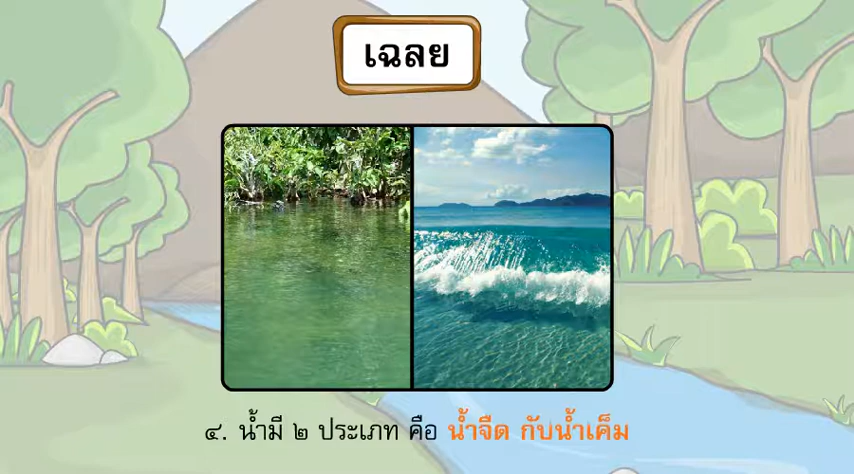 เฉลย
๔. น้ำมี ๒ ประเภท คือ น้ำจืด กับน้ำเค็ม